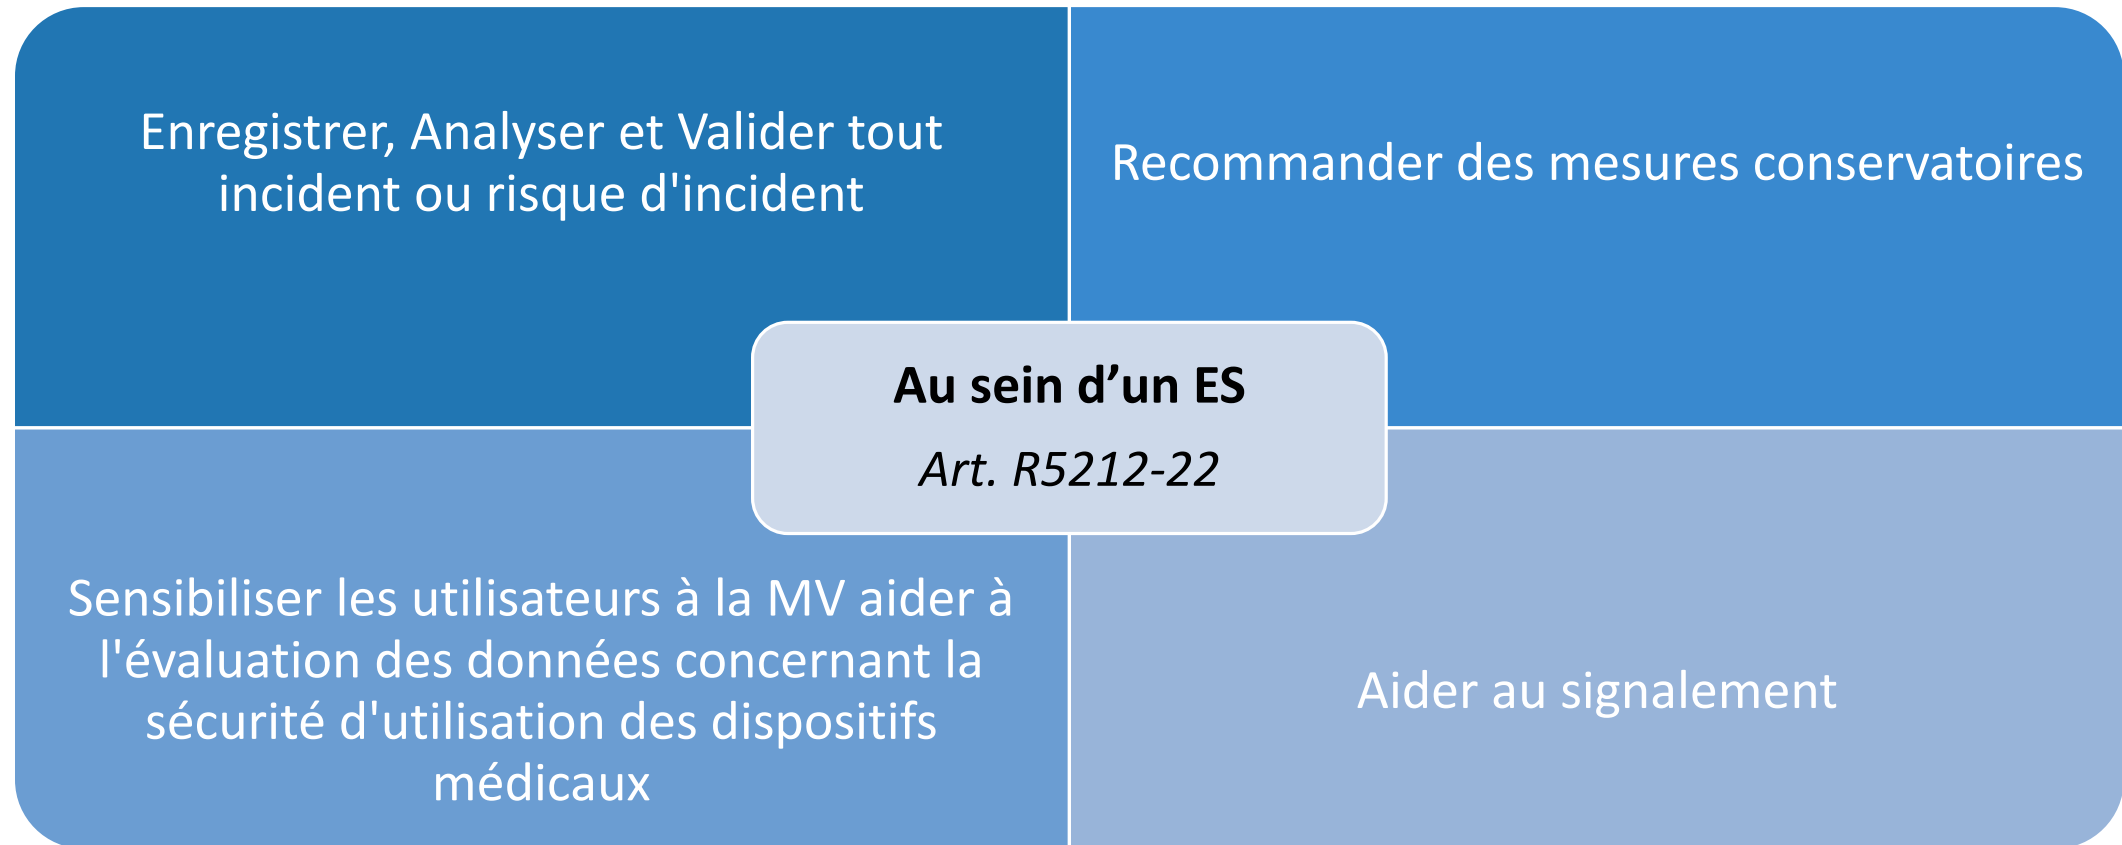 Enregistrer, Analyser et Valider tout
incident ou risque d'incident
Recommander des mesures conservatoires
Au sein d’un ES
Art. R5212-22
Sensibiliser les utilisateurs à la MV aider à
l'évaluation des données concernant la
sécurité d'utilisation des dispositifs
médicaux
Aider au signalement